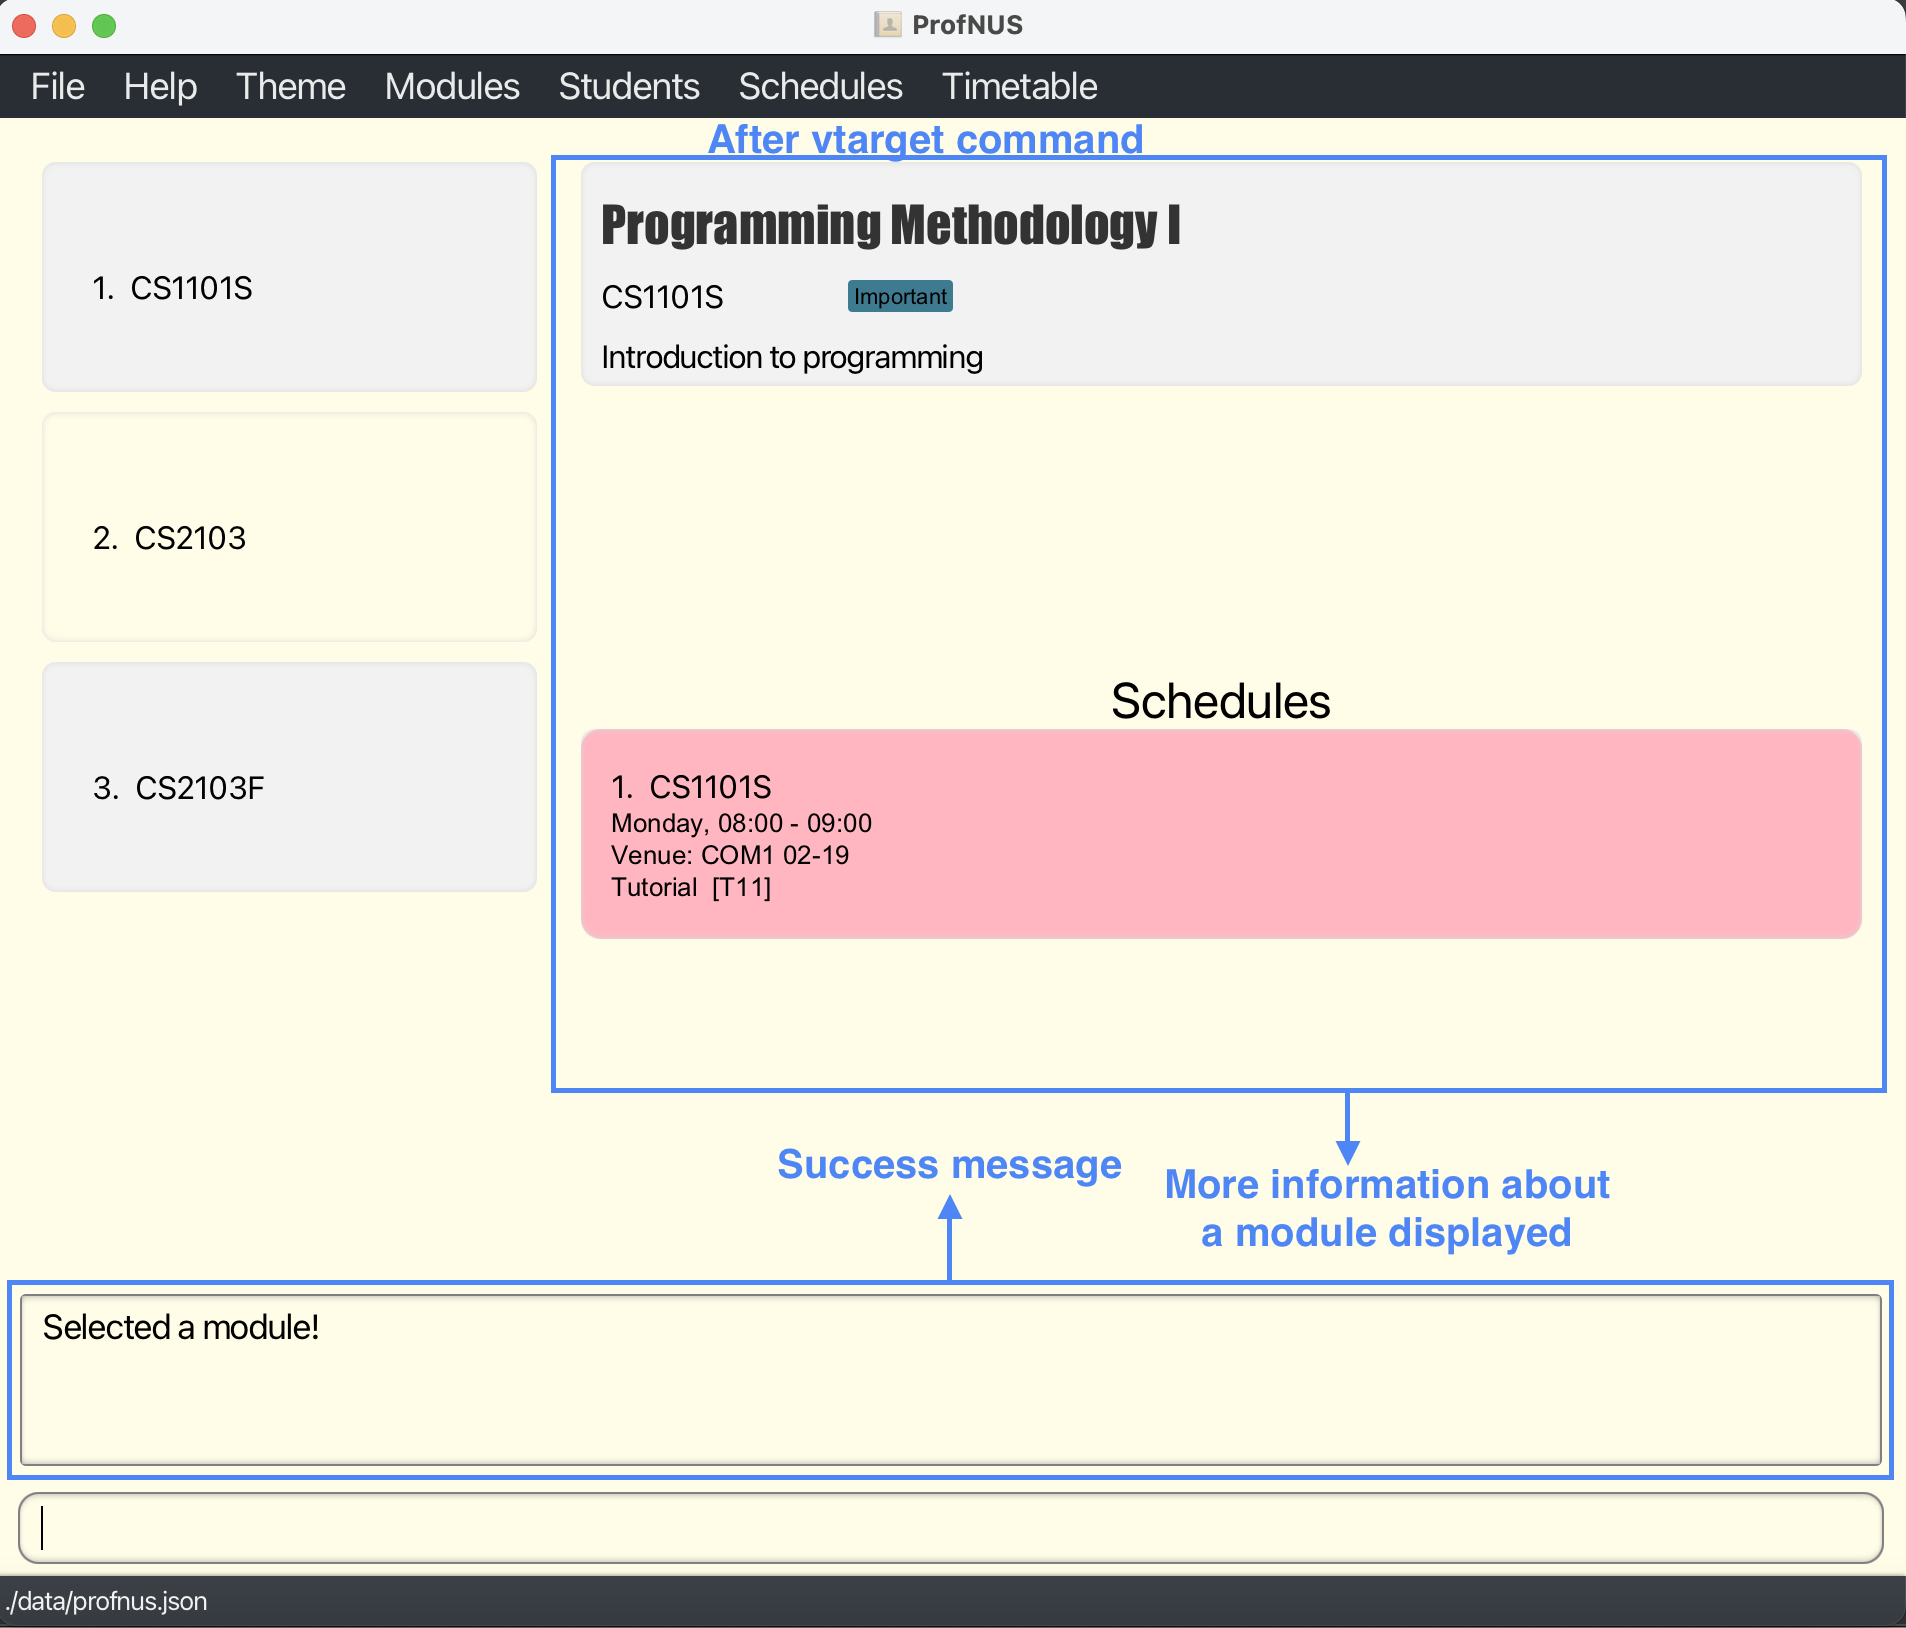 ProfNUS
File Help Theme Modules Students Schedules Timetable
After vtarget command
1. CS1101S
2. CS2103
3. CS2103F
Programming Methodology I
CS1101S Important
Introduction to programming
Schedules
1. CS1101S
Monday, 08:00 - 09:00
Venue: COM1 02-19
Tutorial [T11]
Success message
More information about
a module displayed
Selected a module!
./data/profnus.json